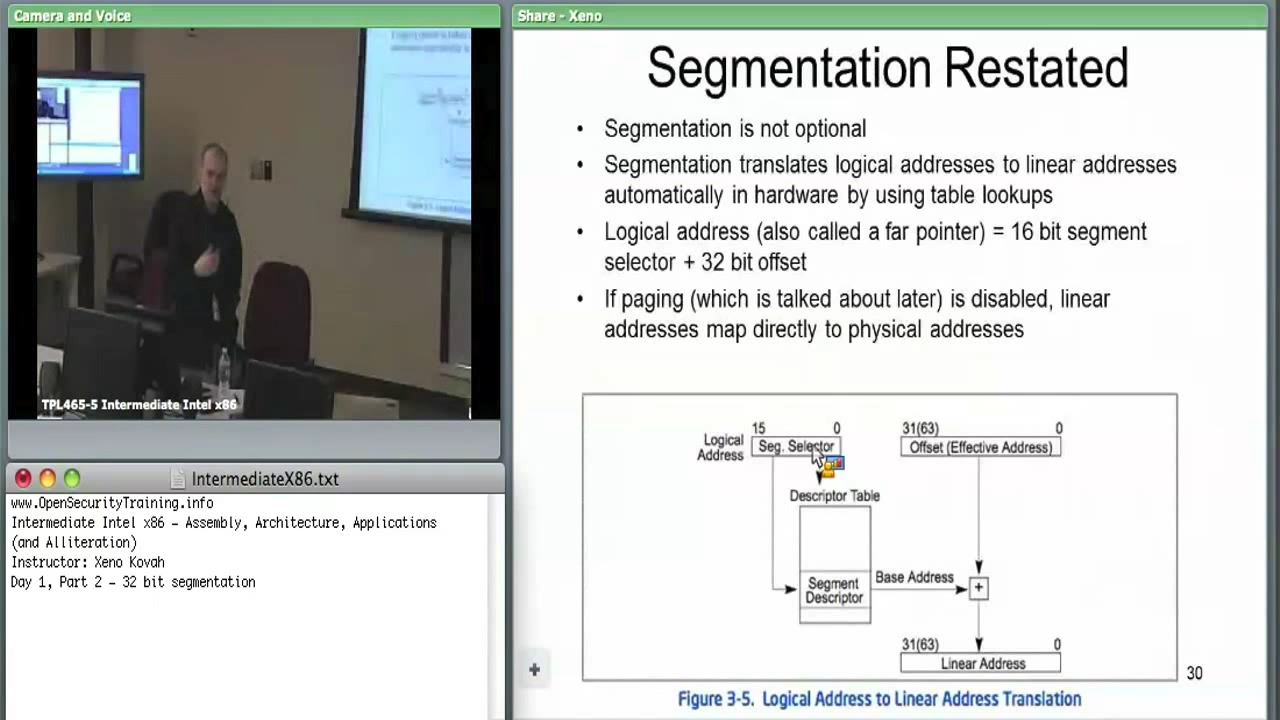 Camera and Voice
TPL465-5 Intermediate Intel x86
IntermediateX86.txt
www.OpenSecurityTraining.info
Intermediate Intel x86 – Assembly, Architecture, Applications
(and Alliteration)
Instructor: Xeno Kovah
Day 1, Part 2 – 32 bit segmentation
Share - Xeno
Segmentation Restated
• Segmentation is not optional
• Segmentation translates logical addresses to linear addresses
automatically in hardware by using table lookups
• Logical address (also called a far pointer) = 16 bit segment
selector + 32 bit offset
• If paging (which is talked about later) is disabled, linear
addresses map directly to physical addresses
15 0 31(63) 0
Logical
Address
Seg. Selector
Offset (Effective Address)
Descriptor Table
Segment
Descriptor
Base Address
+
31(63) 0
Linear Address
30
Figure 3-5. Logical Address to Linear Address Translation